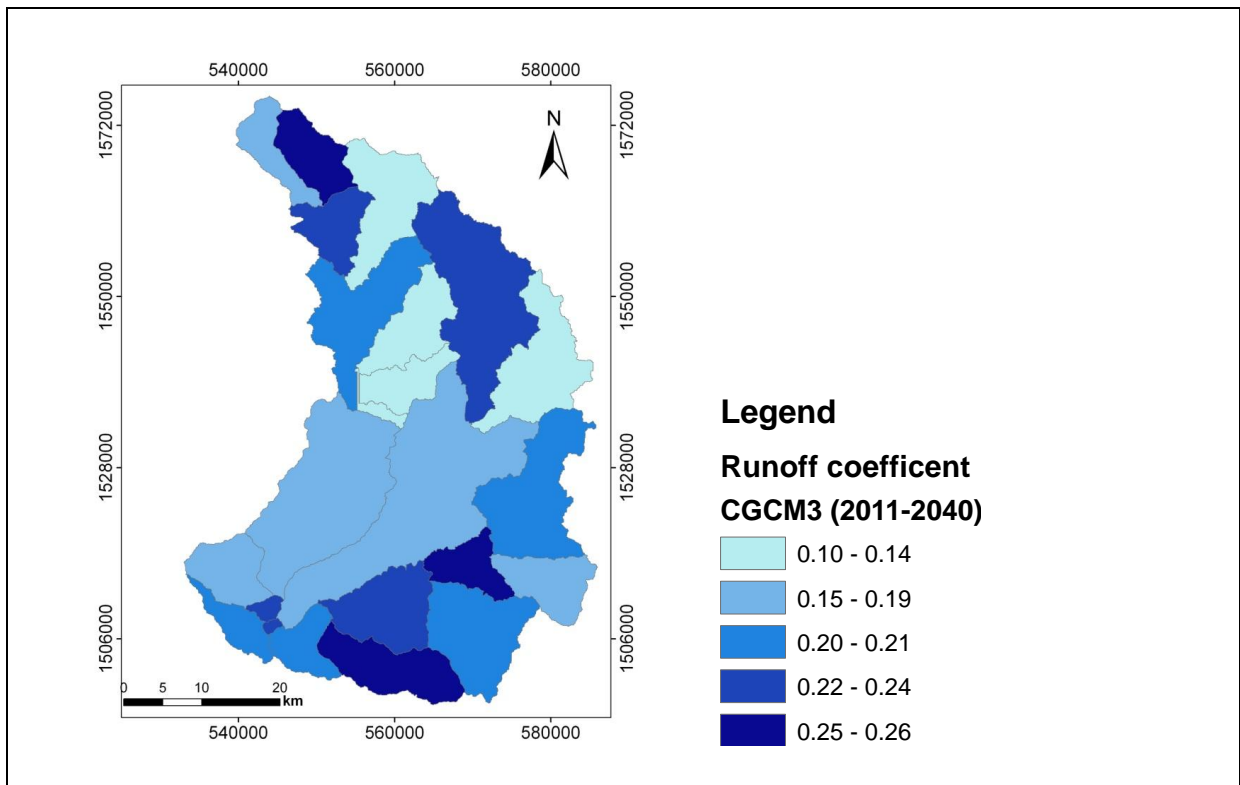 540000 560000 580000
1572000 1572000
N
1550000 1550000
1528000 1528000
1506000 1506000
0 5 10 20
km
540000 560000 580000
Legend
Runoff coefficent
CGCM3 (2011-2040)
0.10 - 0.14
0.15 - 0.19
0.20 - 0.21
0.22 - 0.24
0.25 - 0.26